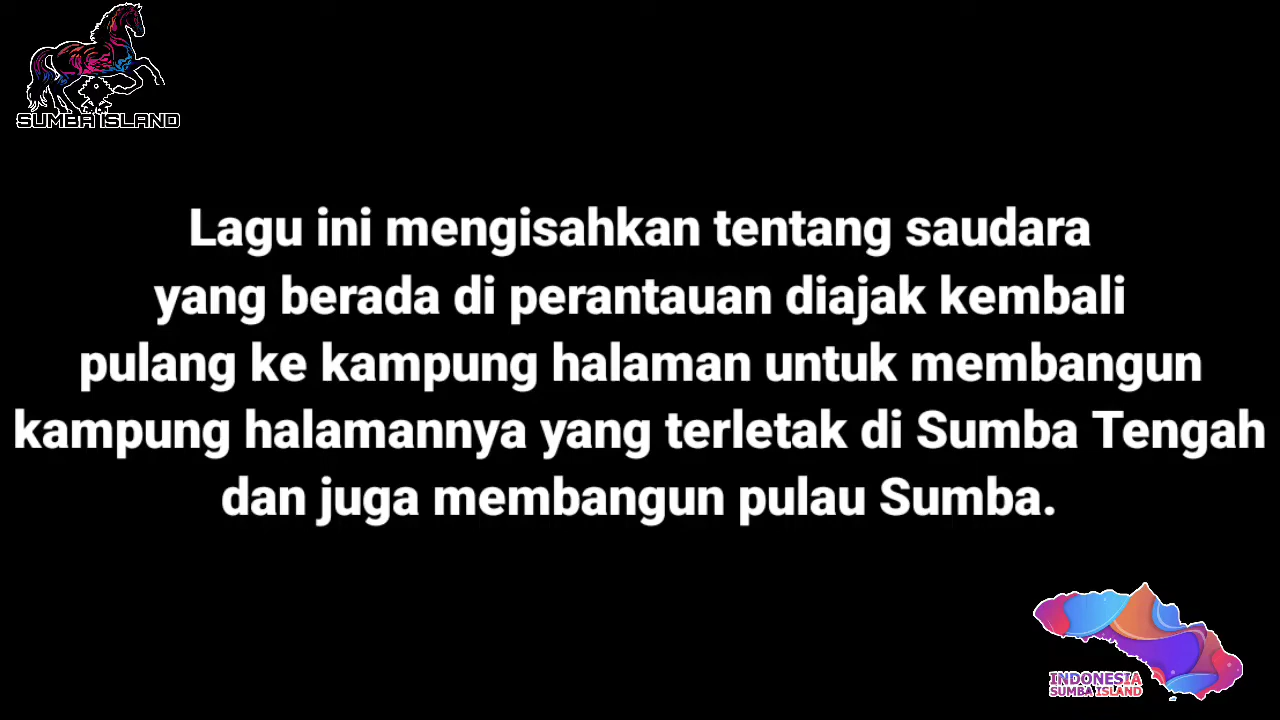 SUMBA ISLAND
Lagu ini mengisahkan tentang saudara
yang berada di perantauan diajak kembali
pulang ke kampung halaman untuk membangun
kampung halamannya yang terletak di Sumba Tengah
dan juga membangun pulau Sumba.
INDONESIA
SUMBA ISLAND